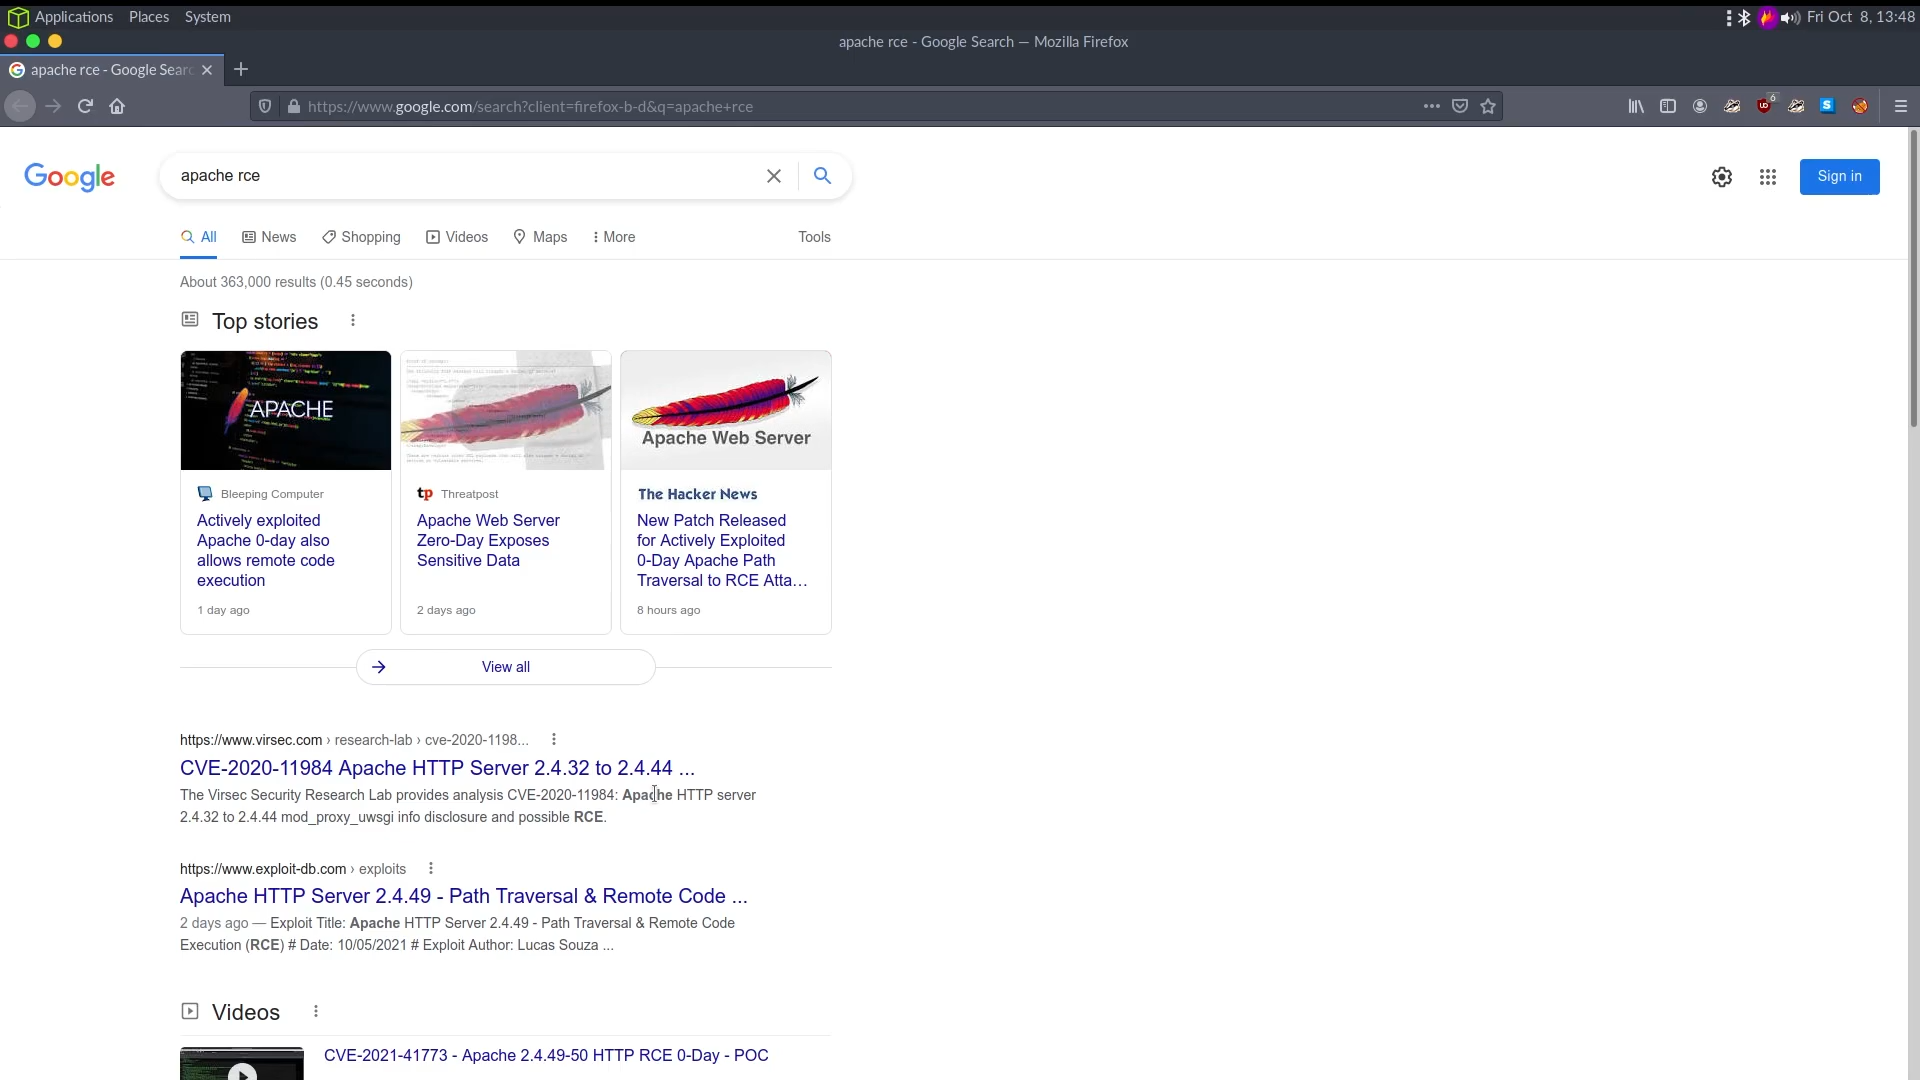 Applications Places System
Fri Oct 8, 13:48
apache rce - Google Search — Mozilla Firefox
apache rce - Google Searc
https://www.google.com/search?client=firefox-b-d&q=apache+rce
6
Google
apache rce
Sign in
All News Shopping Videos Maps More Tools
About 363,000 results (0.45 seconds)
Top stories
APACHE
Apache Web Server
Bleeping Computer
Actively exploited
Apache 0-day also
allows remote code
execution
1 day ago
tp Threatpost
Apache Web Server
Zero-Day Exposes
Sensitive Data
2 days ago
The Hacker News
New Patch Released
for Actively Exploited
0-Day Apache Path
Traversal to RCE Atta…
8 hours ago
View all
https://www.virsec.com › research-lab › cve-2020-1198...
CVE-2020-11984 Apache HTTP Server 2.4.32 to 2.4.44 ...
The Virsec Security Research Lab provides analysis CVE-2020-11984: Apache HTTP server
2.4.32 to 2.4.44 mod_proxy_uwsgi info disclosure and possible RCE.
https://www.exploit-db.com › exploits
Apache HTTP Server 2.4.49 - Path Traversal & Remote Code ...
2 days ago — Exploit Title: Apache HTTP Server 2.4.49 - Path Traversal & Remote Code
Execution (RCE) # Date: 10/05/2021 # Exploit Author: Lucas Souza ...
Videos
CVE-2021-41773 - Apache 2.4.49-50 HTTP RCE 0-Day - POC